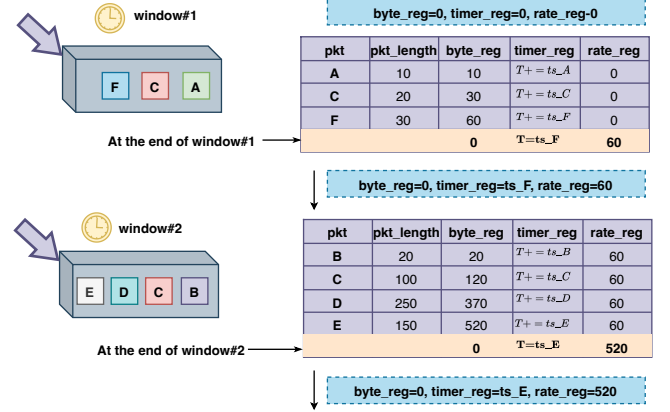 window#1
byte_reg=0, timer_reg=0, rate_reg-0
F C A
pkt pkt_length byte_reg timer_reg rate_reg
A 10 10 T+=ts_A 0
C 20 30 T+=ts_C 0
F 30 60 T+=ts_F 0
At the end of window#1 0 T=ts_F 60
byte_reg=0, timer_reg=ts_F, rate_reg=60
window#2
E D C B
pkt pkt_length byte_reg timer_reg rate_reg
B 20 20 T+=ts_B 60
C 100 120 T+=ts_C 60
D 250 370 T+=ts_D 60
E 150 520 T+=ts_E 60
At the end of window#2 0 T=ts_E 520
byte_reg=0, timer_reg=ts_E, rate_reg=520